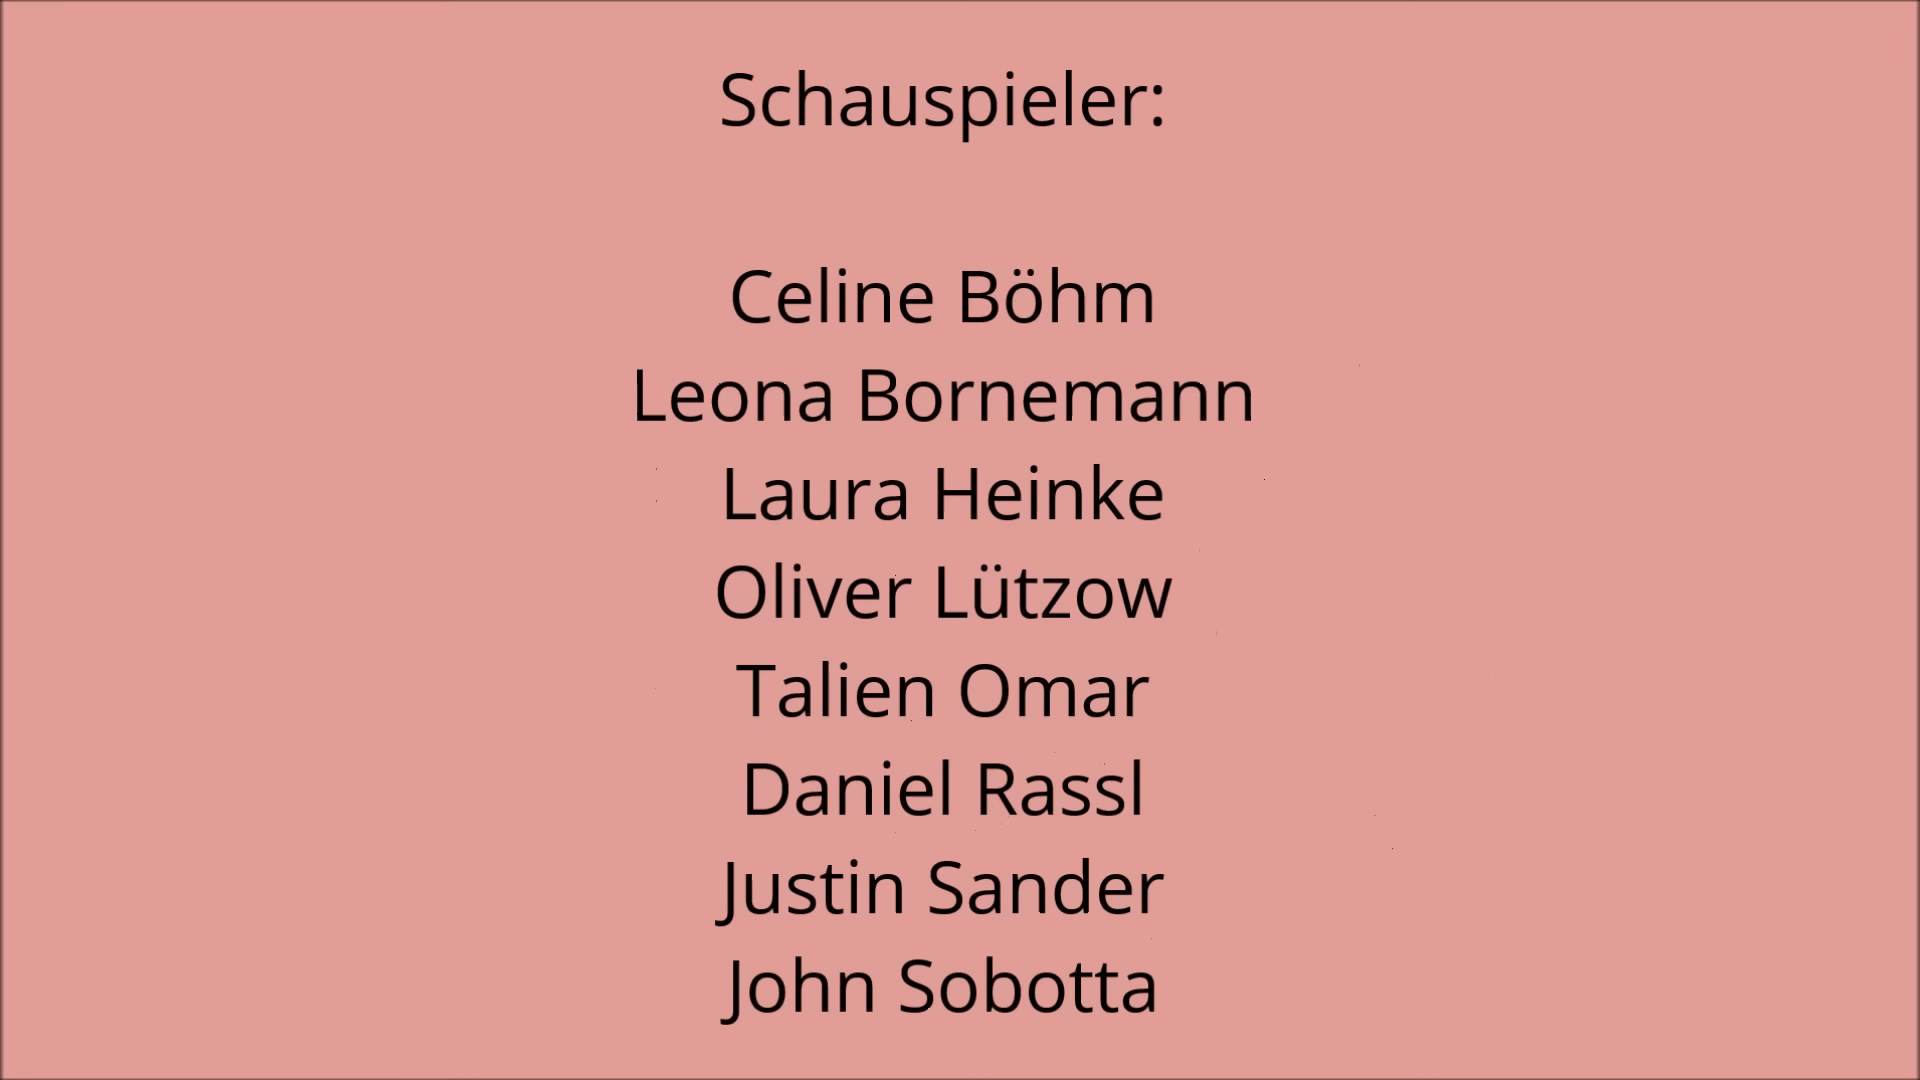 Schauspieler:
Celine Böhm
Leona Bornemann
Laura Heinke
Oliver Lützow
Talien Omar
Daniel Rassl
Justin Sander
John Sobotta